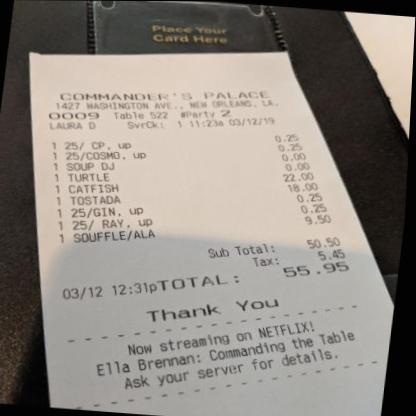 Place Your
Card Here
COMMANDER'S PALACE
1427 WASHINGTON AVE., NEW ORLEANS, LA.
0009 Table 522 #Party 2
LAURA D SvrCk: 1 11:23a 03/12/19
1 25/ CP, up 0.25
1 25/COSMO, up 0.25
1 SOUP DJ 0.00
1 TURTLE 0.00
1 CATFISH 22.00
1 TOSTADA 18.00
1 25/GIN, up 0.25
1 25/ RAY, up 0.25
1 SOUFFLE/ALA 9.50
Sub Total: 50.50
Tax: 5.45
03/12 12:31pTOTAL: 55.95
Thank You
Now streaming on NETFLIX!
Ella Brennan: Commanding the Table
Ask your server for details.